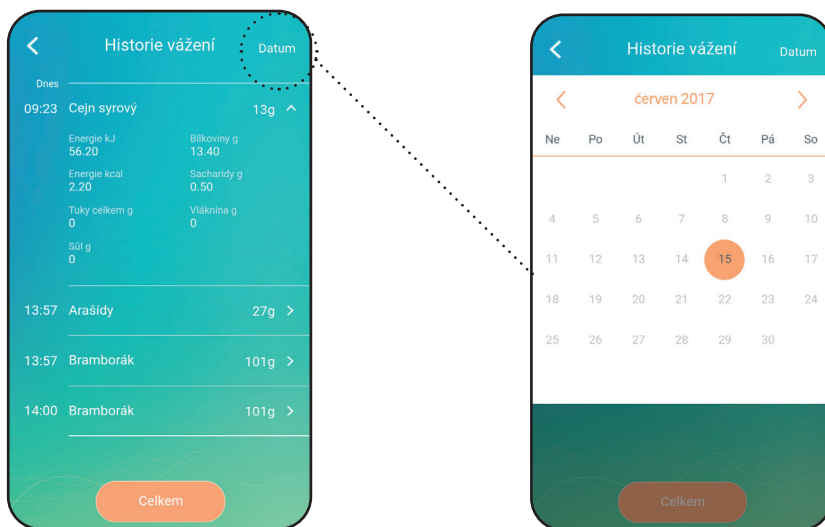 Historie vážení
Datum
Dnes
09:23 Cejn syrový 13g
Energie kJ Bílkoviny g
56.20 13.40
Energie kcal Sacharidy g
2.20 0.50
Tuky celkem g Vláknina g
0 0
Sůl g
0
13:57 Arašídy 27g
13:57 Bramborák 101g
14:00 Bramborák 101g
Celkem
Historie vážení
Datum
červen 2017
Ne Po Út St Čt Pá So
1 2 3
4 5 6 7 8 9 10
11 12 13 14 15 16 17
18 19 20 21 22 23 24
25 26 27 28 29 30
Celkem